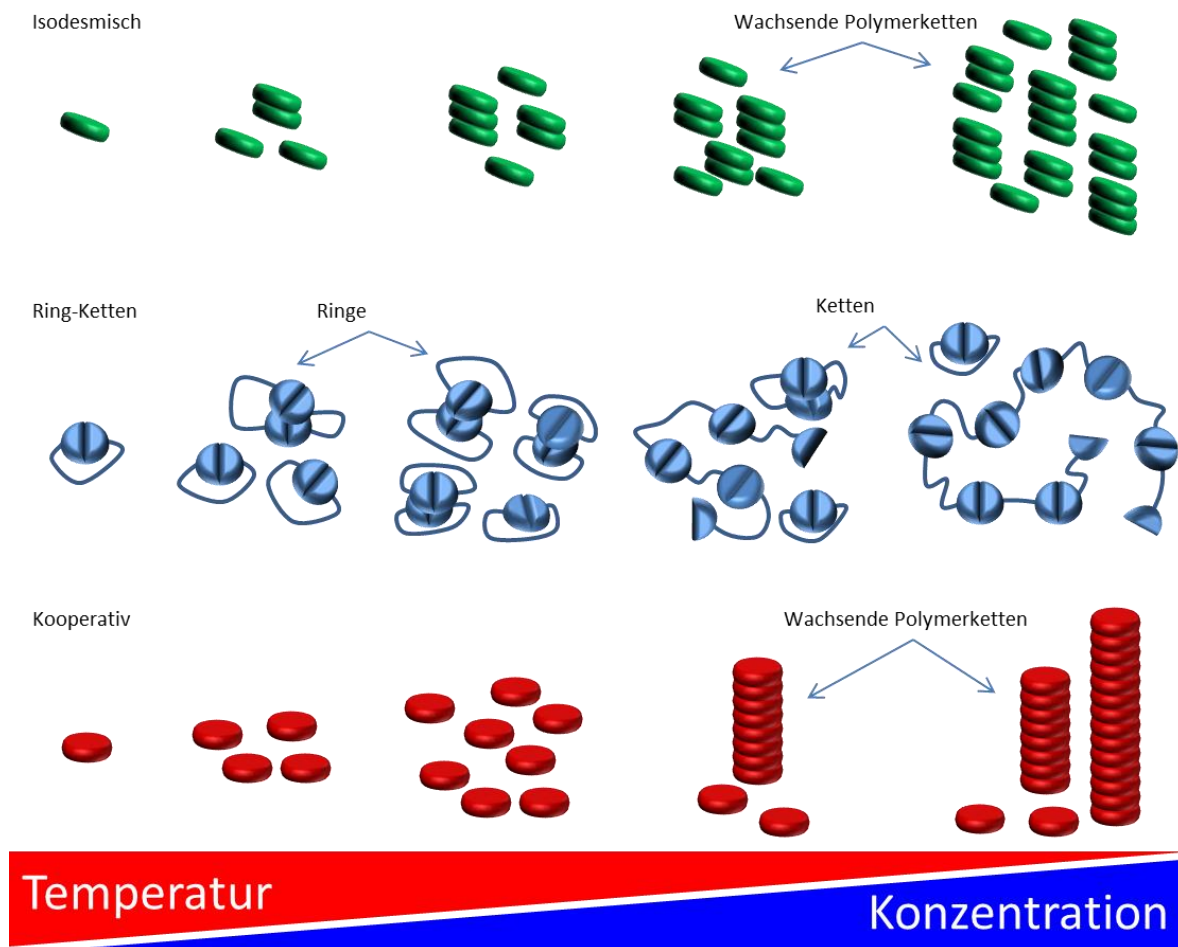 Isodesmisch
Wachsende Polymerketten
Ring-Ketten
Ringe
Ketten
Kooperativ
Wachsende Polymerketten
Temperatur
Konzentration